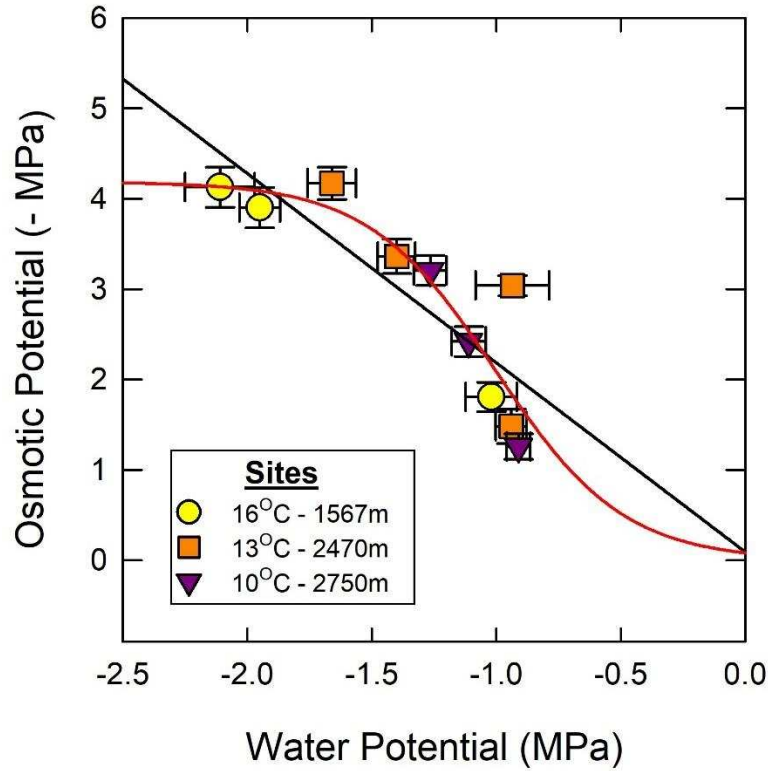 6
5
4
3
2
1
0
Osmotic Potential (- MPa)
Sites
16°C - 1567m
13°C - 2470m
10°C - 2750m
-2.5 -2.0 -1.5 -1.0 -0.5 0.0
Water Potential (MPa)